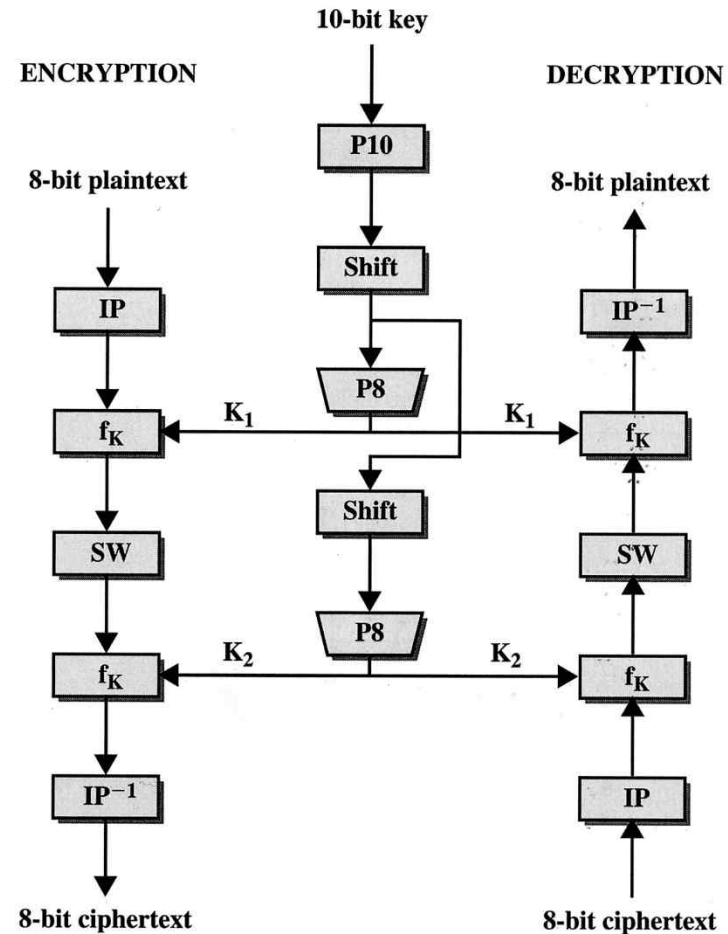 10-bit key
ENCRYPTION
DECRYPTION
P10
8-bit plaintext
8-bit plaintext
Shift
IP
IP⁻¹
P8
K₁
K₁
f_K
f_K
Shift
SW
SW
P8
K₂
K₂
f_K
f_K
IP⁻¹
IP
8-bit ciphertext
8-bit ciphertext